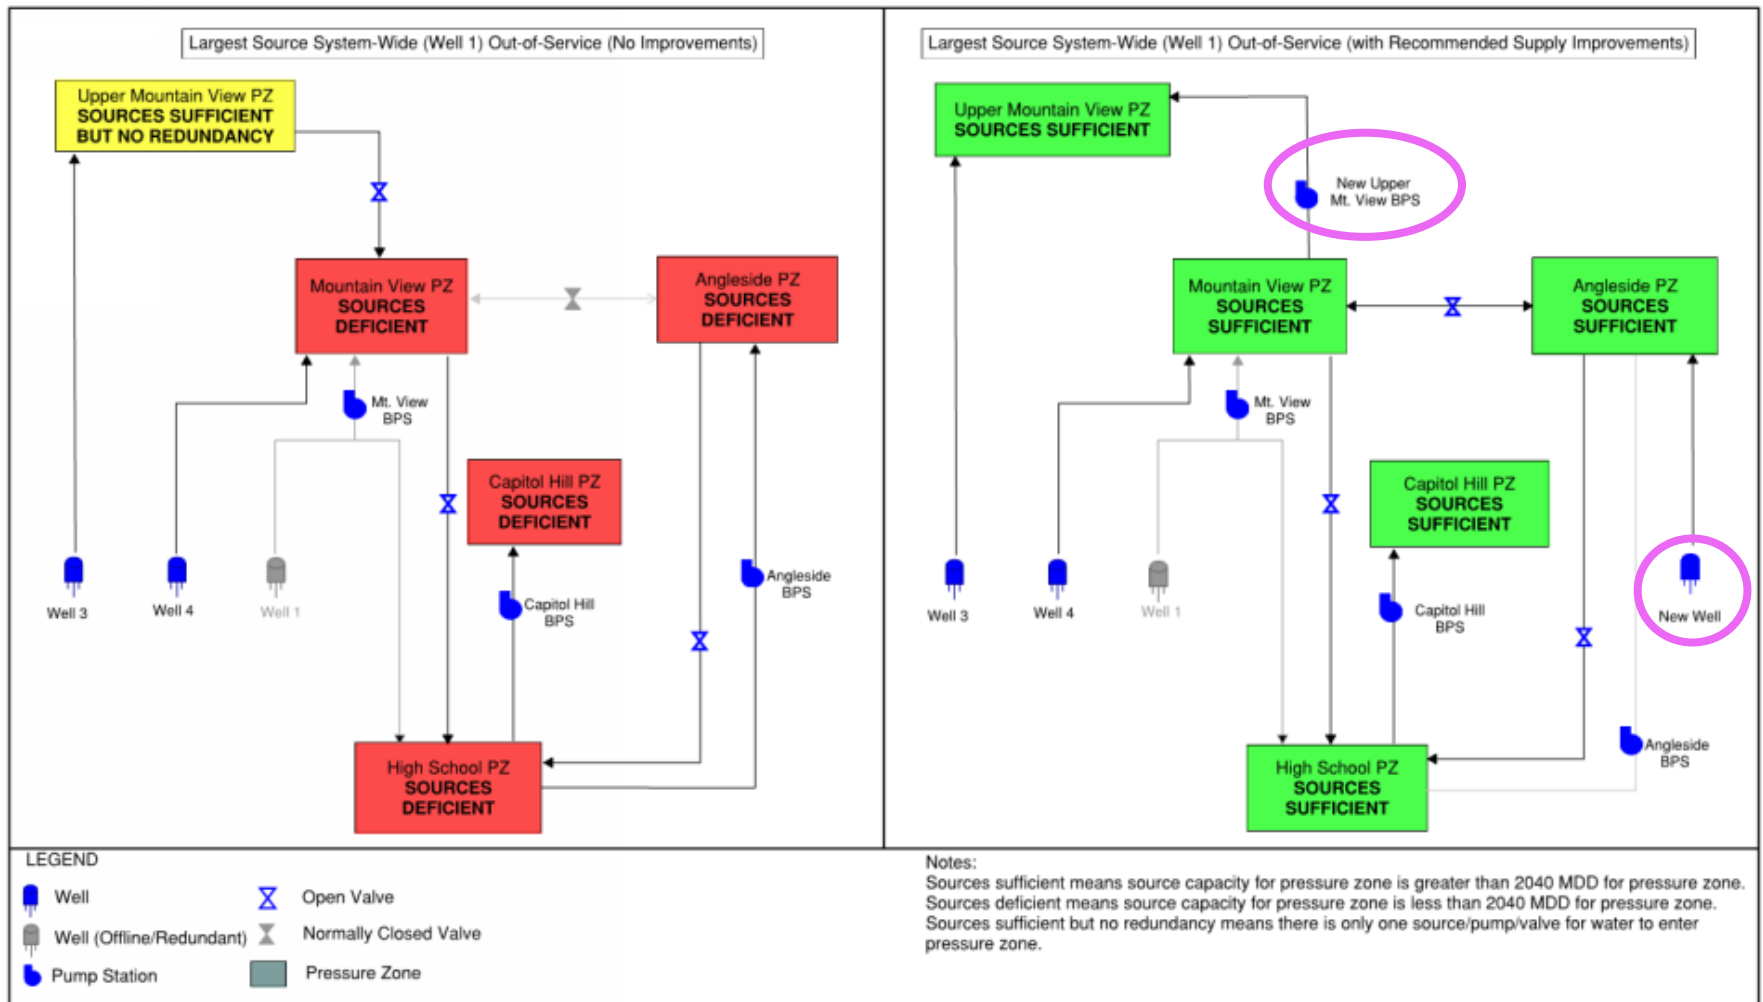 Largest Source System-Wide (Well 1) Out-of-Service (No Improvements)
Upper Mountain View PZ
SOURCES SUFFICIENT
BUT NO REDUNDANCY
Mountain View PZ
SOURCES
DEFICIENT
Angleside PZ
SOURCES
DEFICIENT
Mt. View
BPS
Capitol Hill PZ
SOURCES
DEFICIENT
Well 3
Well 4
Well 1
Capitol Hill
BPS
Angleside
BPS
High School PZ
SOURCES
DEFICIENT
Largest Source System-Wide (Well 1) Out-of-Service (with Recommended Supply Improvements)
Upper Mountain View PZ
SOURCES SUFFICIENT
New Upper
Mt. View BPS
Mountain View PZ
SOURCES
SUFFICIENT
Angleside PZ
SOURCES
SUFFICIENT
Mt. View
BPS
Capitol Hill PZ
SOURCES
SUFFICIENT
Well 3
Well 4
Well 1
Capitol Hill
BPS
New Well
Angleside
BPS
High School PZ
SOURCES
SUFFICIENT
LEGEND
Well
Well (Offline/Redundant)
Pump Station
Open Valve
Normally Closed Valve
Pressure Zone
Notes:
Sources sufficient means source capacity for pressure zone is greater than 2040 MDD for pressure zone.
Sources deficient means source capacity for pressure zone is less than 2040 MDD for pressure zone.
Sources sufficient but no redundancy means there is only one source/pump/valve for water to enter
pressure zone.